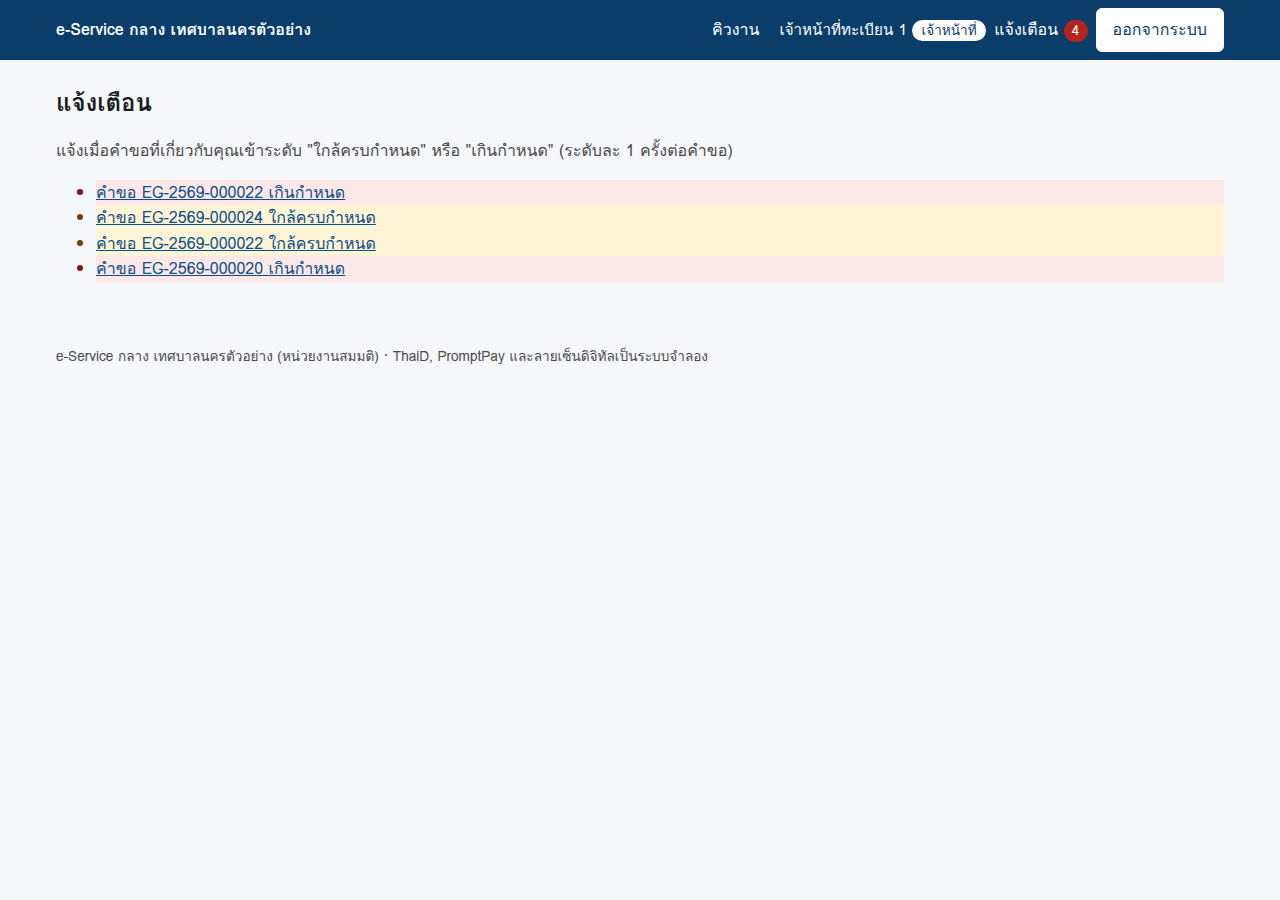 e-Service กลาง เทศบาลนครตัวอย่าง
คิวงาน เจ้าหน้าที่ทะเบียน 1 เจ้าหน้าที่ แจ้งเตือน 4 ออกจากระบบ
แจ้งเตือน
แจ้งเมื่อคำขอที่เกี่ยวกับคุณเข้าระดับ "ใกล้ครบกำหนด" หรือ "เกินกำหนด" (ระดับละ 1 ครั้งต่อคำขอ)
คำขอ EG-2569-000022 เกินกำหนด
คำขอ EG-2569-000024 ใกล้ครบกำหนด
คำขอ EG-2569-000022 ใกล้ครบกำหนด
คำขอ EG-2569-000020 เกินกำหนด
e-Service กลาง เทศบาลนครตัวอย่าง (หน่วยงานสมมติ) · ThaiD, PromptPay และลายเซ็นดิจิทัลเป็นระบบจำลอง